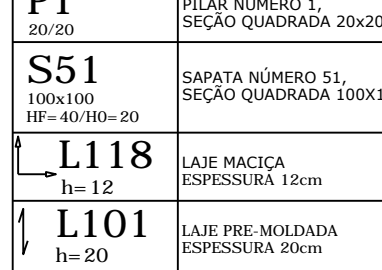 P1
20/20
PILAR NÚMERO 1,
SEÇÃO QUADRADA 20x20
S51
100x100
HF=40/H0=20
SAPATA NÚMERO 51,
SEÇÃO QUADRADA 100X1
L118
h=12
LAJE MACIÇA
ESPESSURA 12cm
L101
h=20
LAJE PRE-MOLDADA
ESPESSURA 20cm